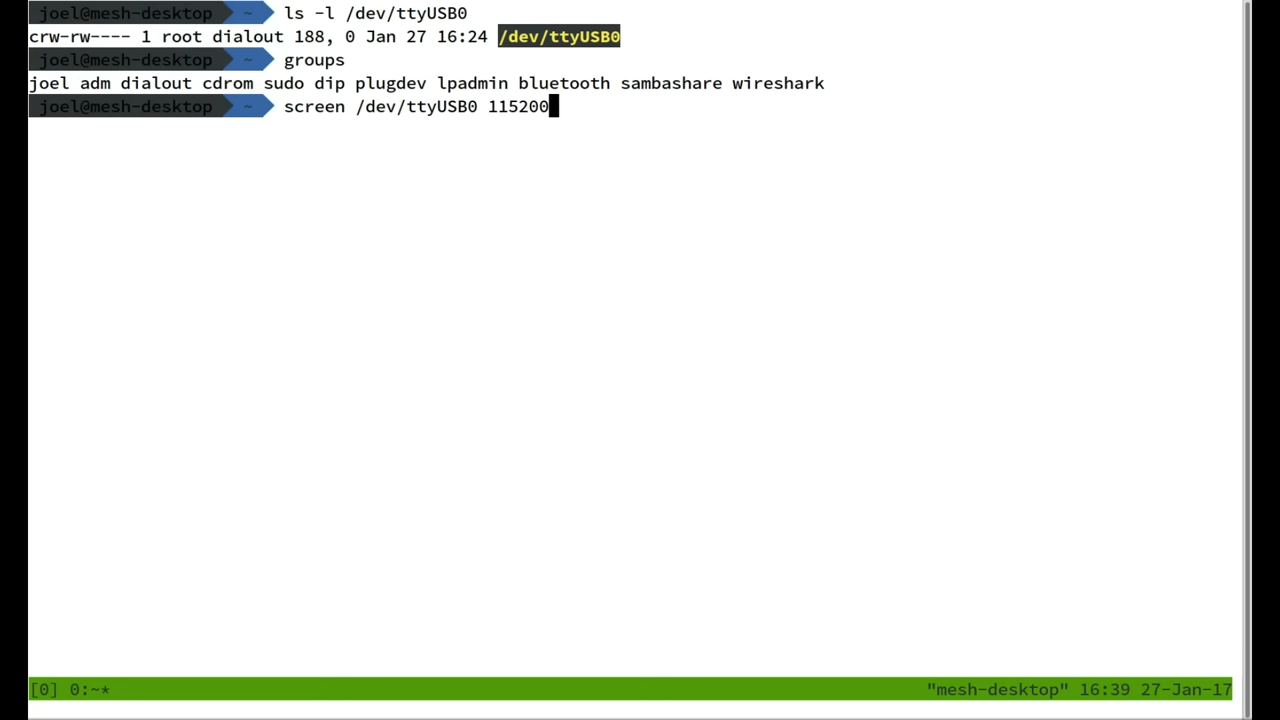 joel@mesh-desktop ~ ls -l /dev/ttyUSB0
crw-rw---- 1 root dialout 188, 0 Jan 27 16:24 /dev/ttyUSB0
joel@mesh-desktop ~ groups
joel adm dialout cdrom sudo dip plugdev lpadmin bluetooth sambashare wireshark
joel@mesh-desktop ~ screen /dev/ttyUSB0 115200
[0] 0:~* "mesh-desktop" 16:39 27-Jan-17